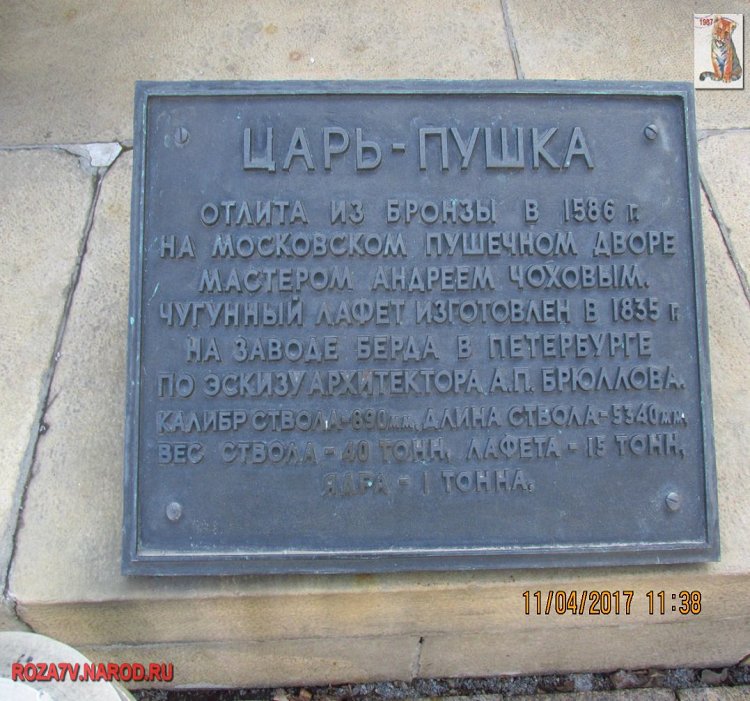 1987
ЦАРЬ-ПУШКА
ОТЛИТА ИЗ БРОНЗЫ В 1586 Г.
НА МОСКОВСКОМ ПУШЕЧНОМ ДВОРЕ
МАСТЕРОМ АНДРЕЕМ ЧОХОВЫМ.
ЧУГУННЫЙ ЛАФЕТ ИЗГОТОВЛЕН В 1835 Г.
НА ЗАВОДЕ БЕРДА В ПЕТЕРБУРГЕ
ПО ЭСКИЗУ АРХИТЕКТОРА А.П. БРЮЛЛОВА.
КАЛИБР СТВОЛА-890мм, ДЛИНА СТВОЛА-5340мм,
ВЕС СТВОЛА - 40 ТОНН, ЛАФЕТА - 15 ТОНН,
ЯДРА - 1 ТОННА.
11/04/2017 11:38
ROZA7V.NAROD.RU